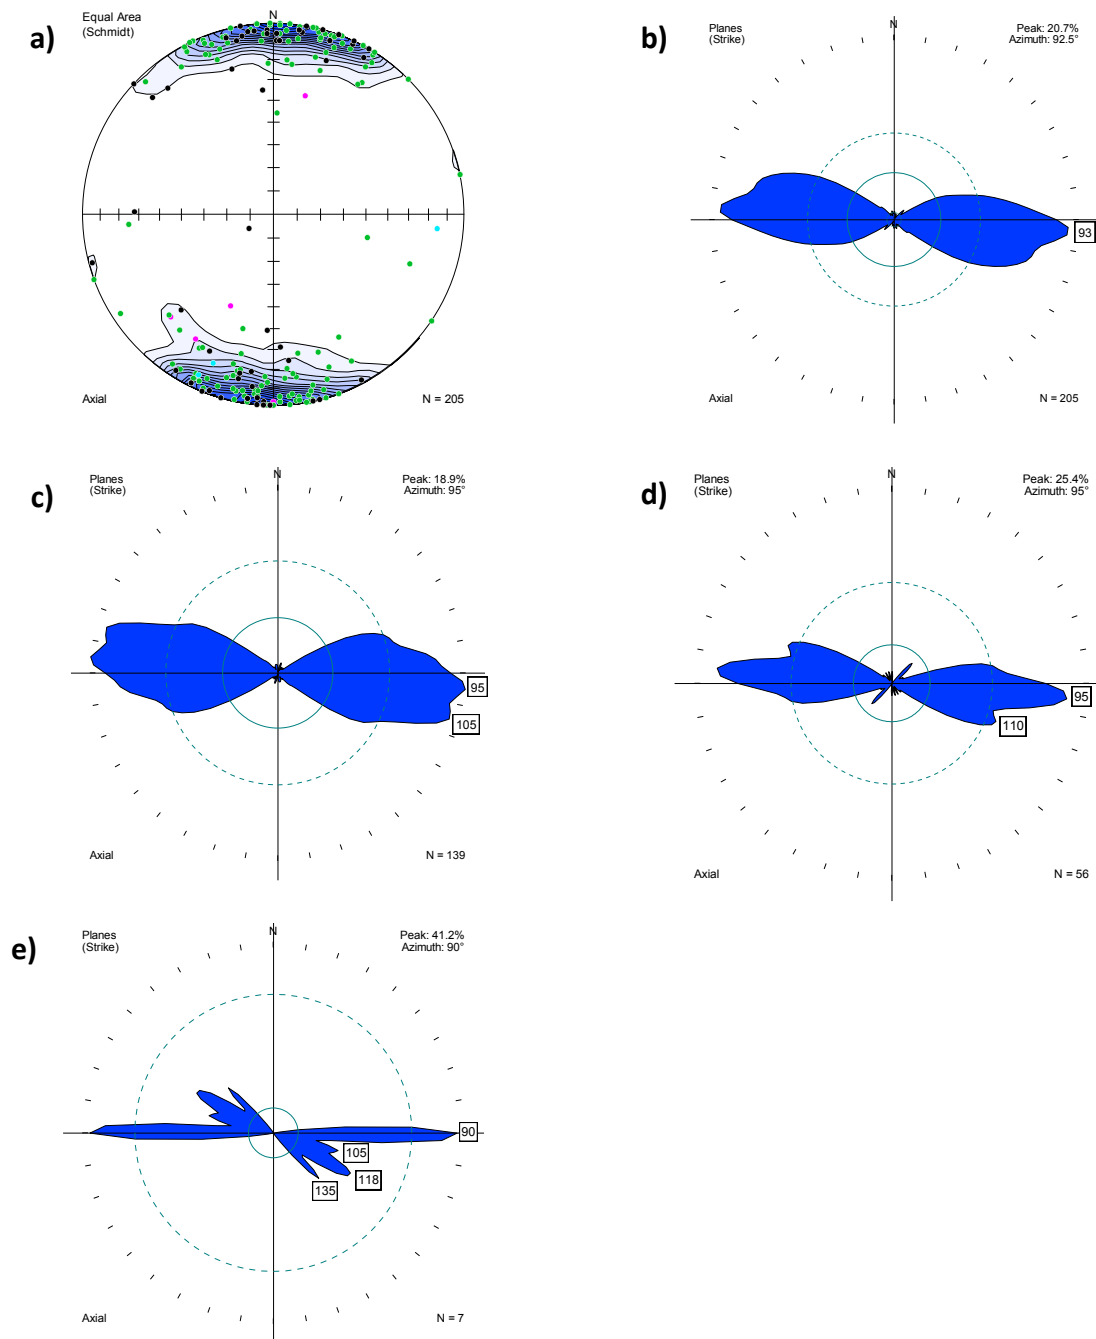 a)
Equal Area
(Schmidt)
N
Axial
N = 205
b)
Planes
(Strike)
N
Peak: 20.7%
Azimuth: 92.5°
93
Axial
N = 205
c)
Planes
(Strike)
N
Peak: 18.9%
Azimuth: 95°
95
105
Axial
N = 139
d)
Planes
(Strike)
N
Peak: 25.4%
Azimuth: 95°
95
110
Axial
N = 56
e)
Planes
(Strike)
N
Peak: 41.2%
Azimuth: 90°
90
105
118
135
Axial
N = 7